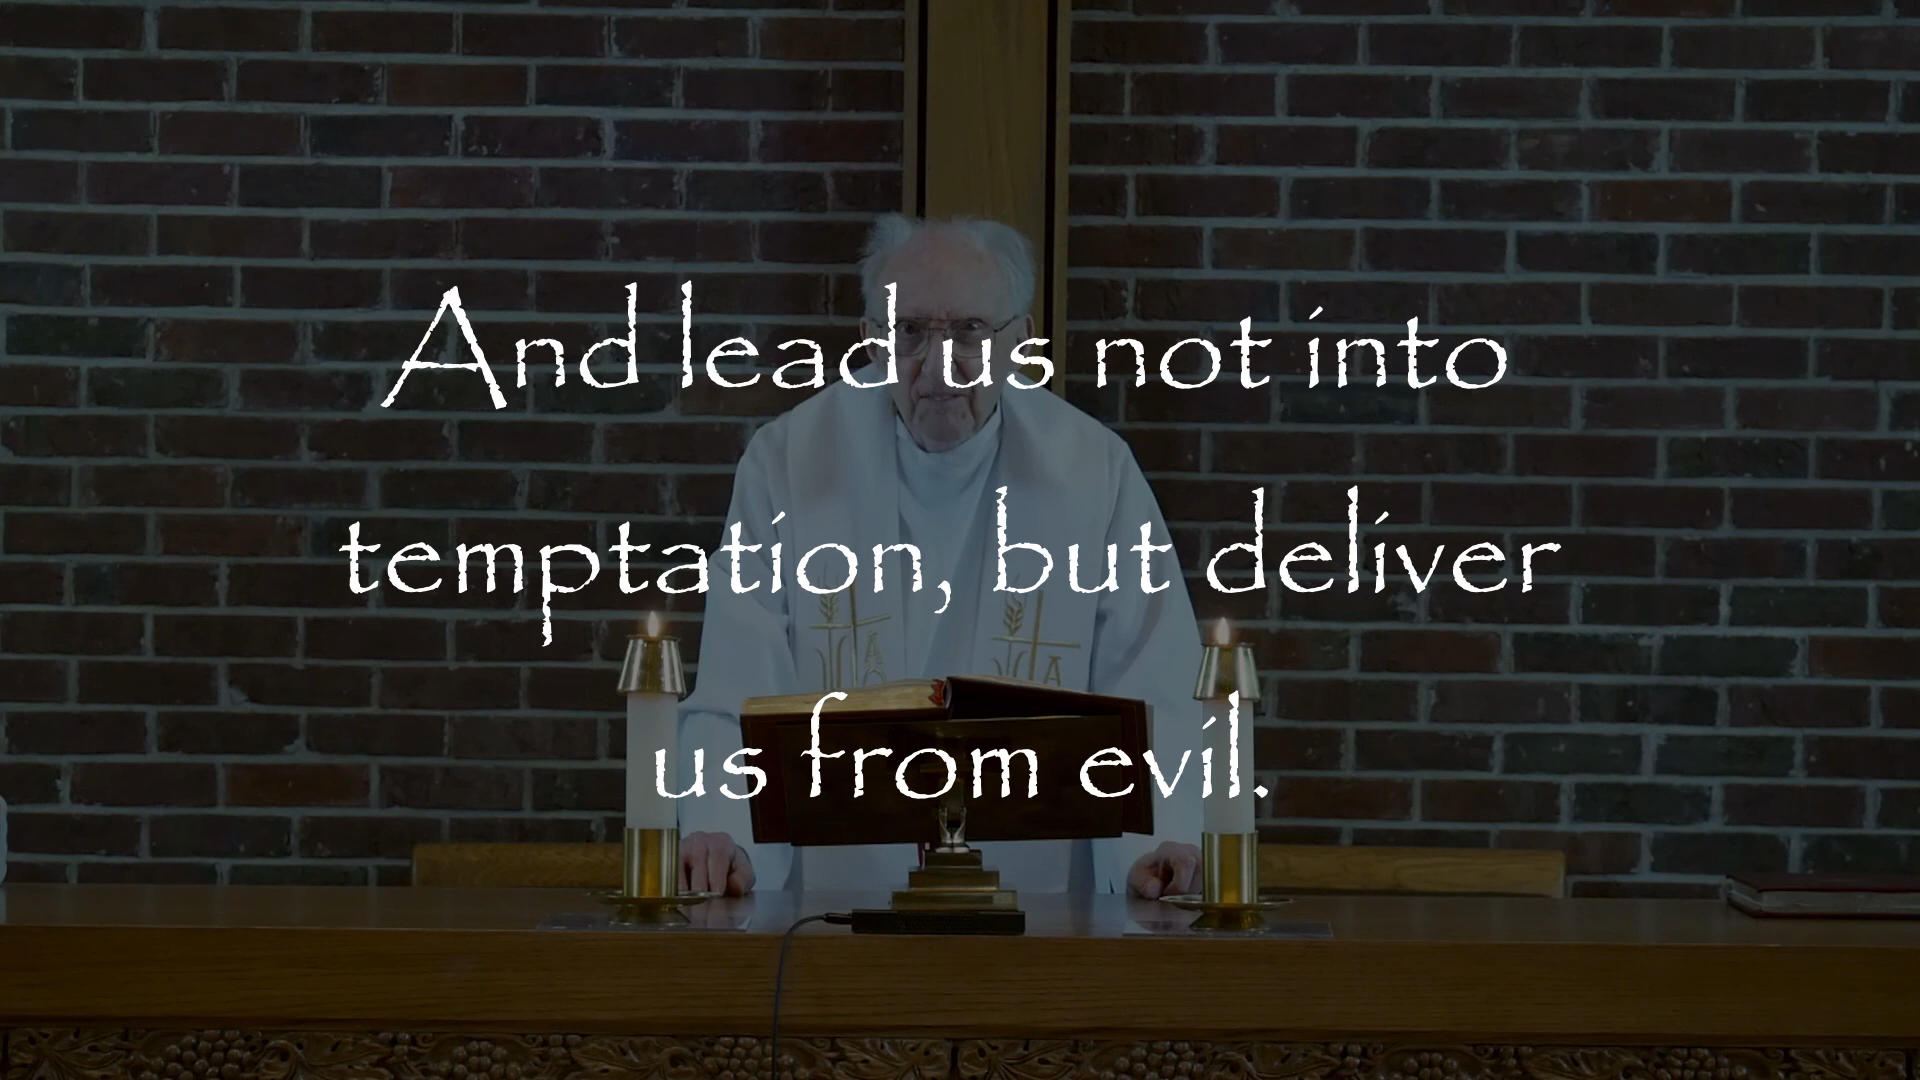 And lead us not into
temptation, but deliver
us from evil.